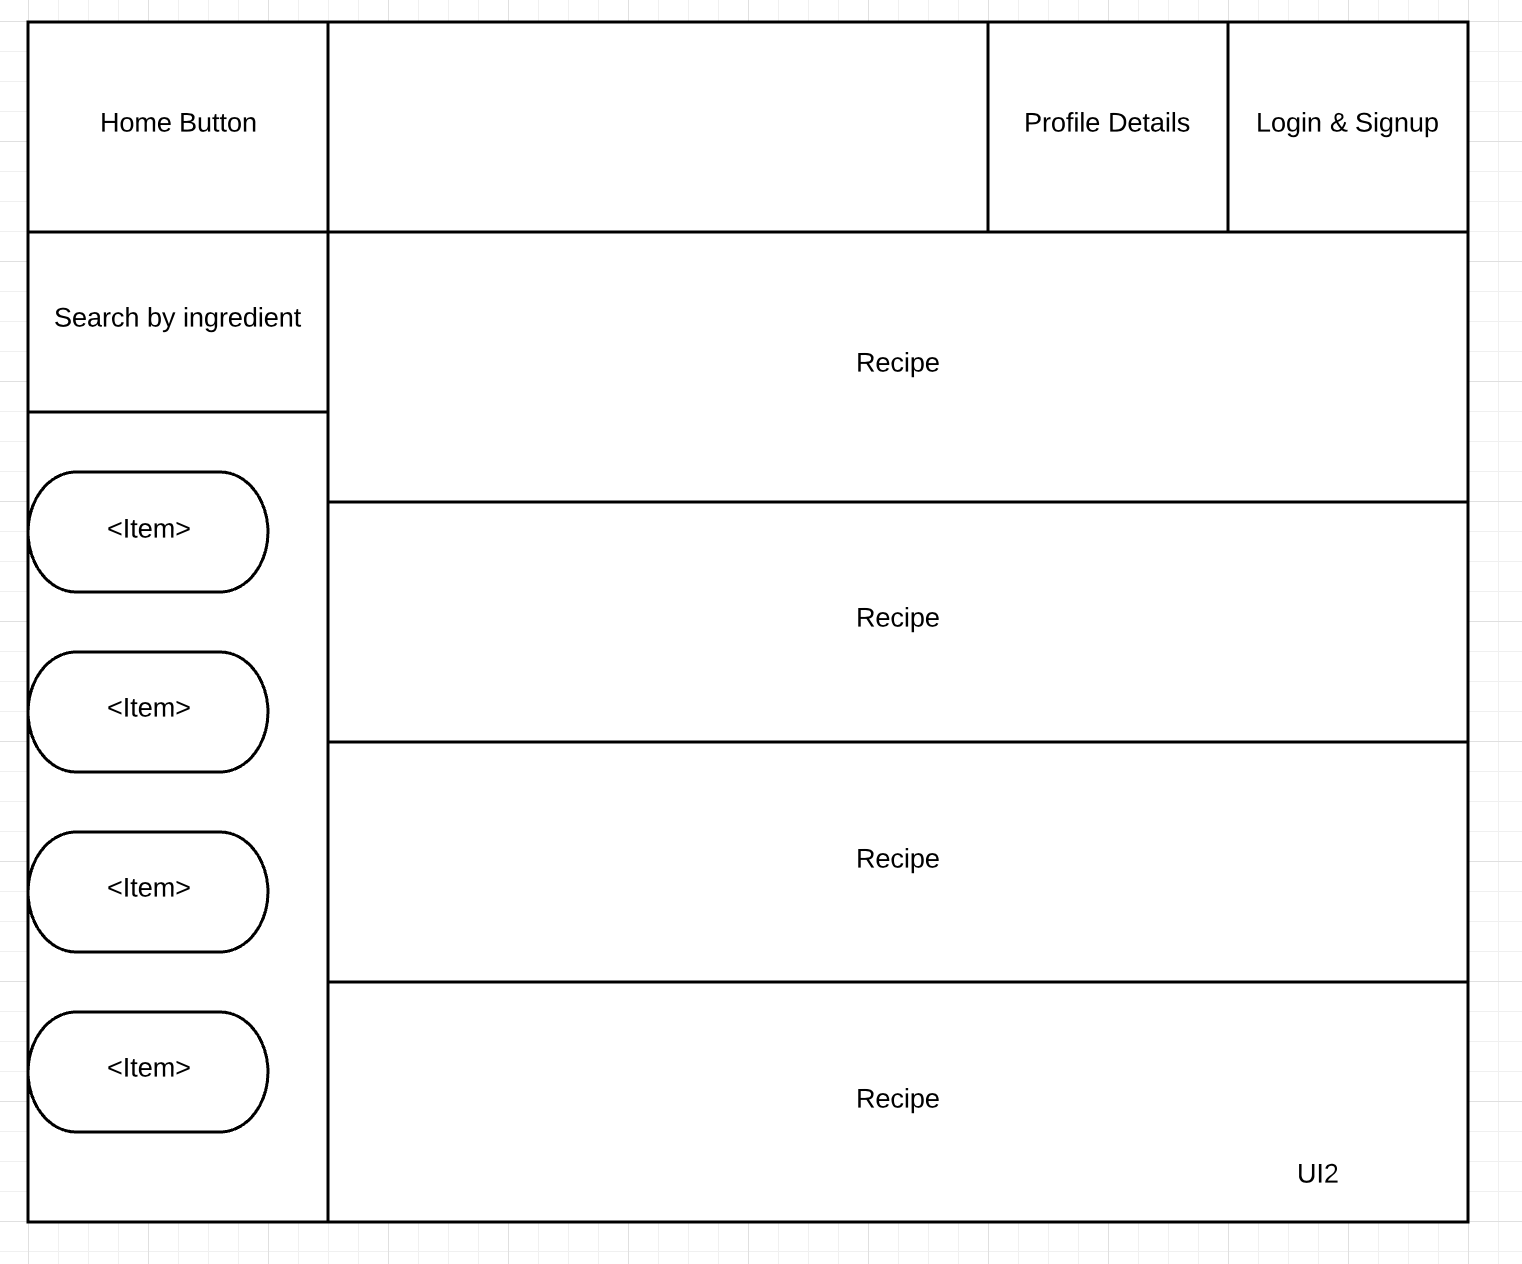 Home Button
Profile Details
Login & Signup
Search by ingredient
Recipe
<Item>
Recipe
<Item>
Recipe
<Item>
Recipe
<Item>
UI2